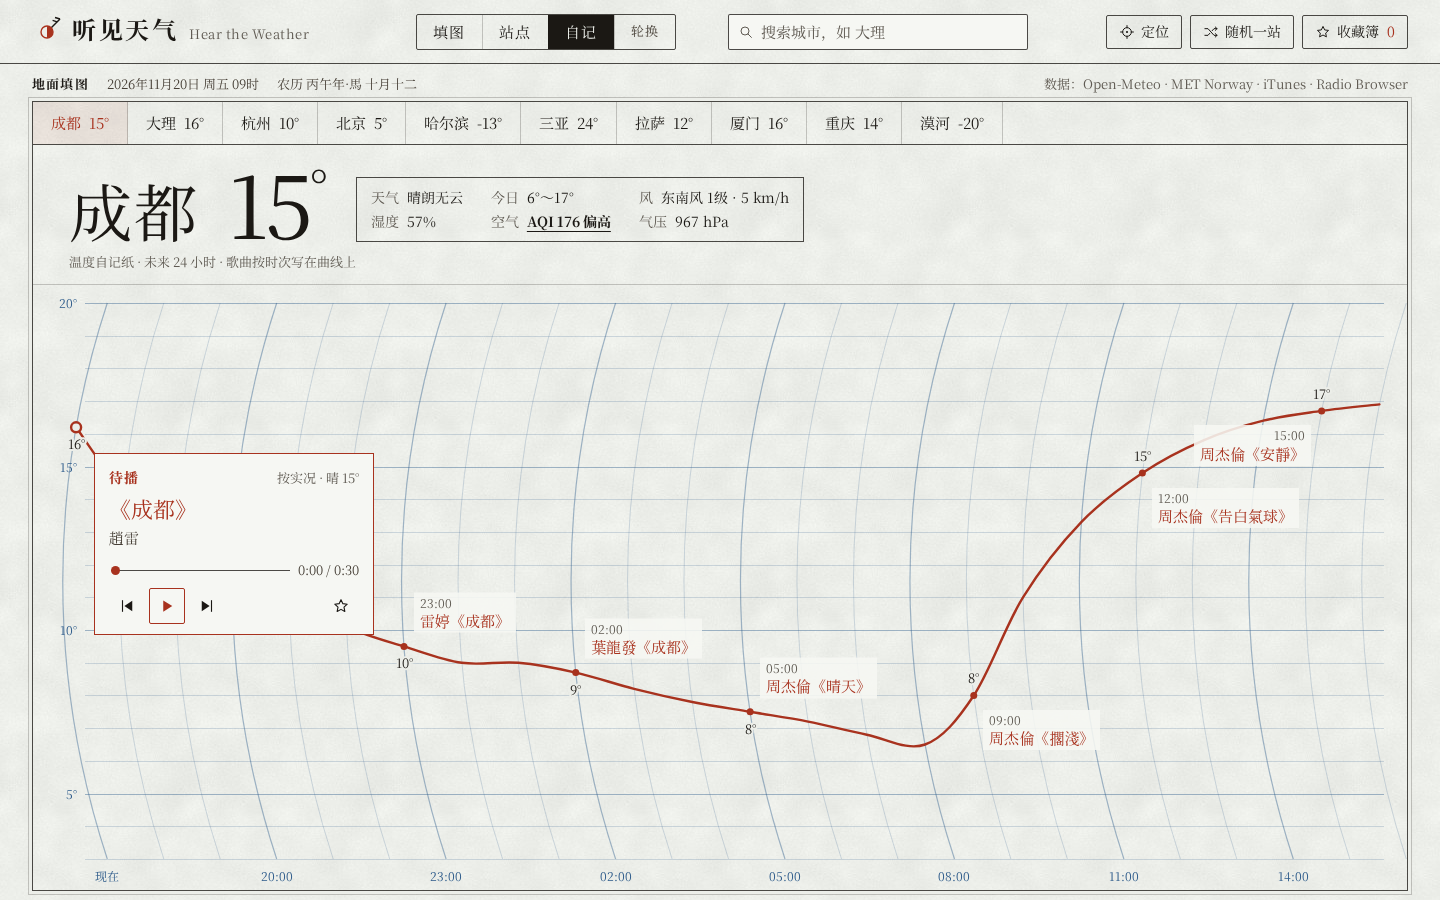 听见天气 Hear the Weather
填图 站点 自记 轮换
搜索城市，如 大理
定位 随机一站 收藏簿 0
地面填图 2026年11月20日 周五 09时 农历 丙午年·馬 十月十二
数据：Open-Meteo · MET Norway · iTunes · Radio Browser
成都 15° 大理 16° 杭州 10° 北京 5° 哈尔滨 -13° 三亚 24° 拉萨 12° 厦门 16° 重庆 14° 漠河 -20°
成都 15°
天气 晴朗无云 今日 6°～17° 风 东南风 1级 · 5 km/h
湿度 57% 空气 AQI 176 偏高 气压 967 hPa
温度自记纸 · 未来 24 小时 · 歌曲按时次写在曲线上
20°
17°
16°
15°
15:00
周杰倫《安靜》
15°
待播 按实况 · 晴 15°
《成都》
趙雷
0:00 / 0:30
12:00
周杰倫《告白氣球》
23:00
雷婷《成都》
10°
10°
02:00
葉龍發《成都》
9°
05:00
周杰倫《晴天》
8°
8°
09:00
周杰倫《擱淺》
5°
现在 20:00 23:00 02:00 05:00 08:00 11:00 14:00